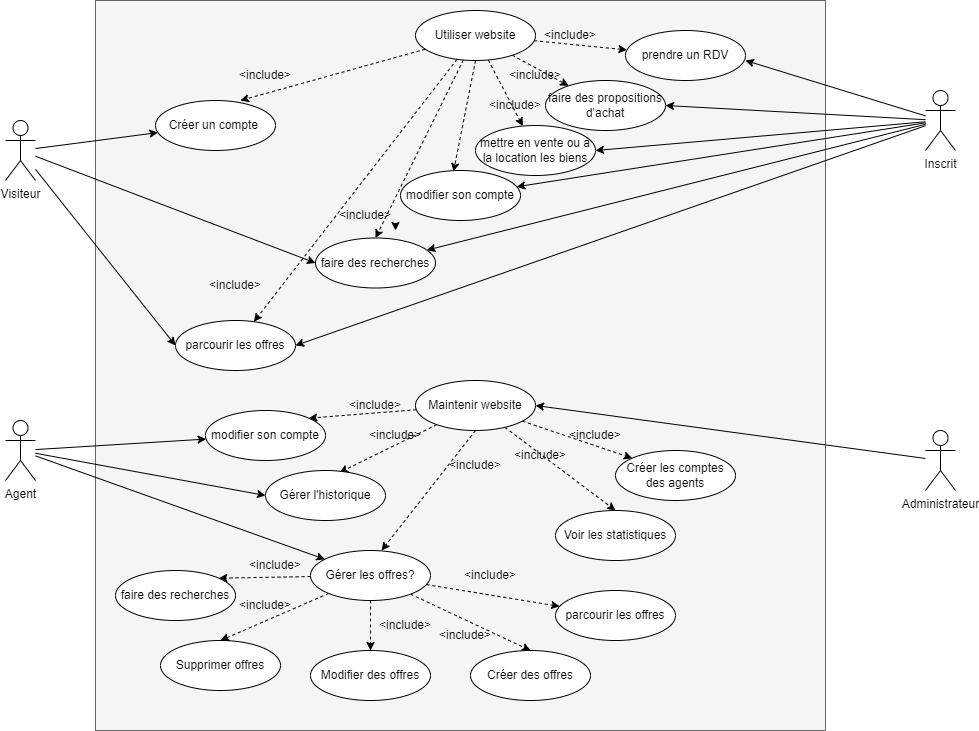 Utiliser website
<include>
prendre un RDV
<include>
<include>
faire des propositions
d'achat
<include>
Créer un compte
mettre en vente ou à
la location les biens
Visiteur
Inscrit
modifier son compte
<include>
faire des recherches
<include>
parcourir les offres
Maintenir website
<include>
modifier son compte
<include>
<include>
<include>
<include>
Créer les comptes
des agents
Agent
Gérer l'historique
Administrateur
Voir les statistiques
<include>
Gérer les offres?
<include>
faire des recherches
<include>
parcourir les offres
<include>
<include>
Supprimer offres
Modifier des offres
Créer des offres